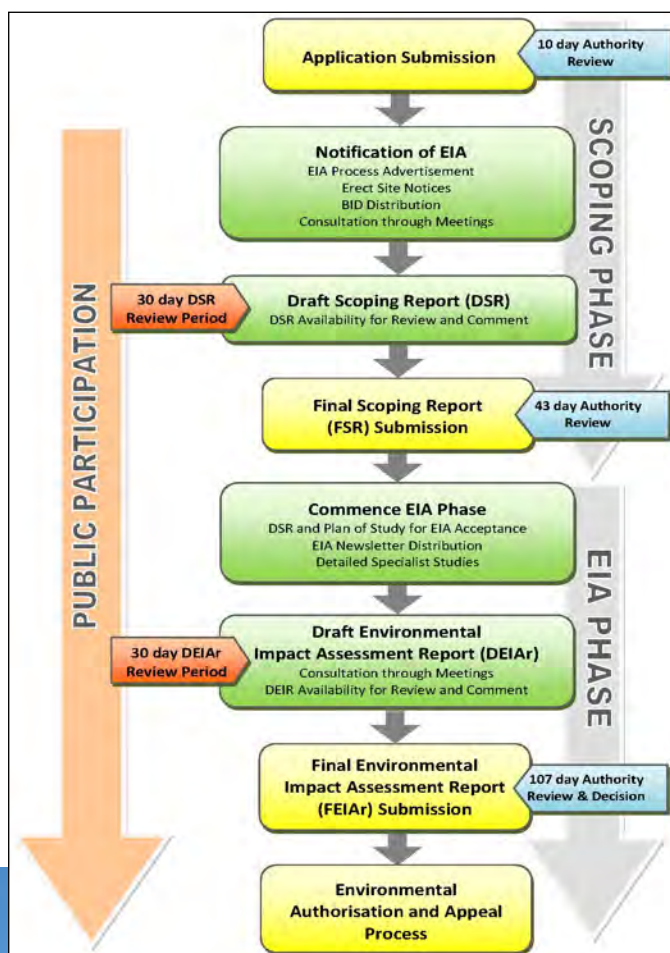 Application Submission
10 day Authority
Review
Notification of EIA
EIA Process Advertisement
Erect Site Notices
BID Distribution
Consultation through Meetings
SCOPING PHASE
PUBLIC PARTICIPATION
30 day DSR
Review Period
Draft Scoping Report (DSR)
DSR Availability for Review and Comment
Final Scoping Report
(FSR) Submission
43 day Authority
Review
Commence EIA Phase
DSR and Plan of Study for EIA Acceptance
EIA Newsletter Distribution
Detailed Specialist Studies
EIA PHASE
30 day DEIAr
Review Period
Draft Environmental
Impact Assessment Report (DEIAr)
Consultation through Meetings
DEIR Availability for Review and Comment
Final Environmental
Impact Assessment Report
(FEIAr) Submission
107 day Authority
Review & Decision
Environmental
Authorisation and Appeal
Process